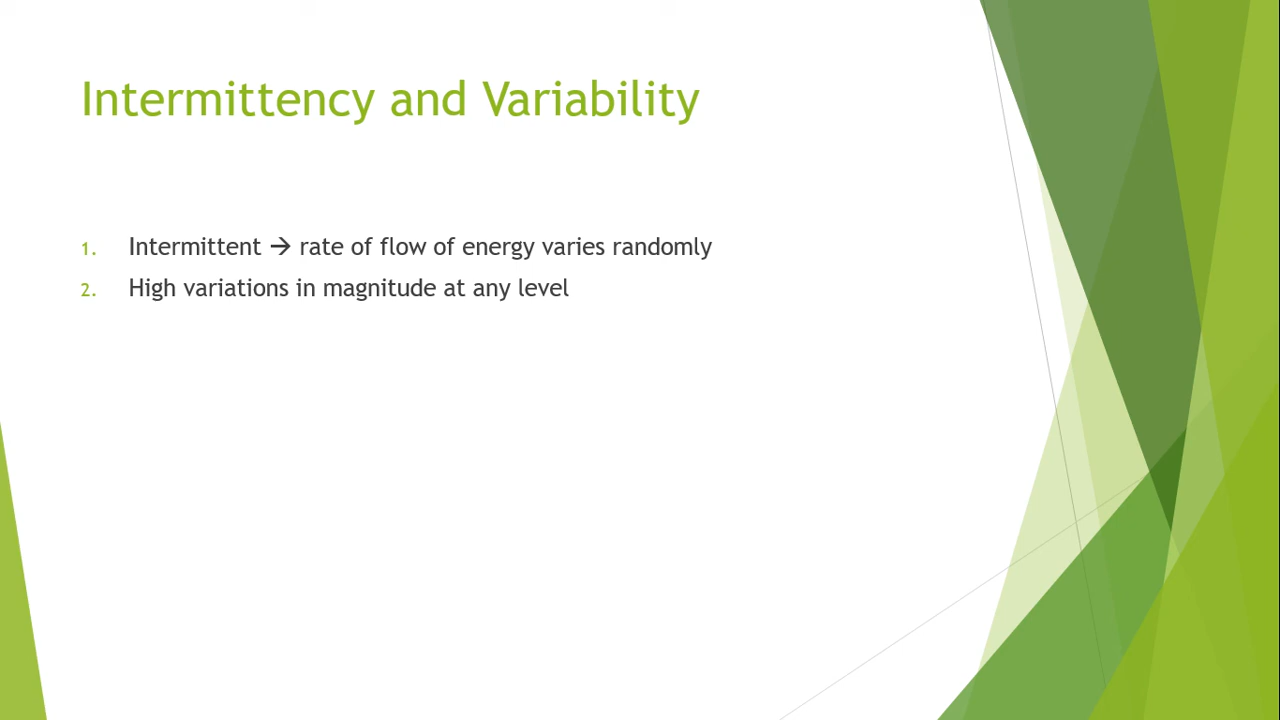 Intermittency and Variability
1. Intermittent → rate of flow of energy varies randomly
2. High variations in magnitude at any level